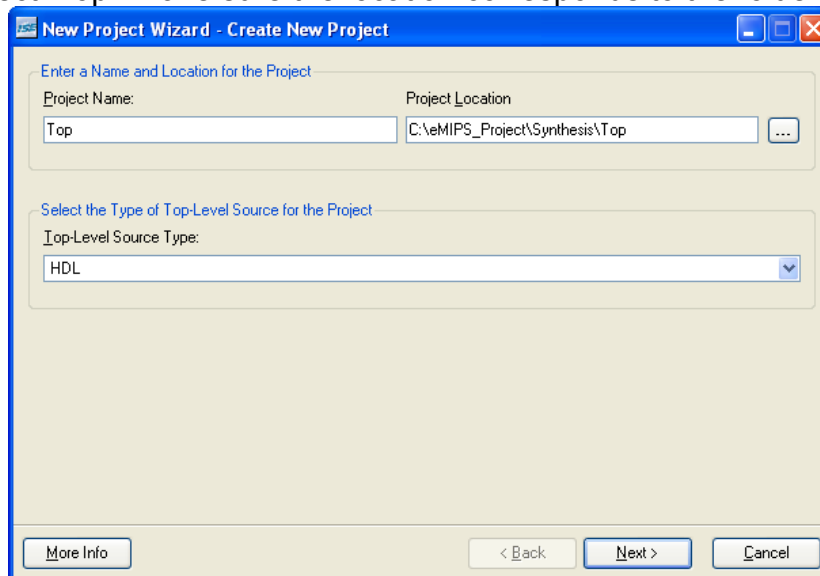 ISE New Project Wizard - Create New Project
Enter a Name and Location for the Project
Project Name: Project Location
Top C:\eMIPS_Project\Synthesis\Top ...
Select the Type of Top-Level Source for the Project
Top-Level Source Type:
HDL
More Info < Back Next > Cancel